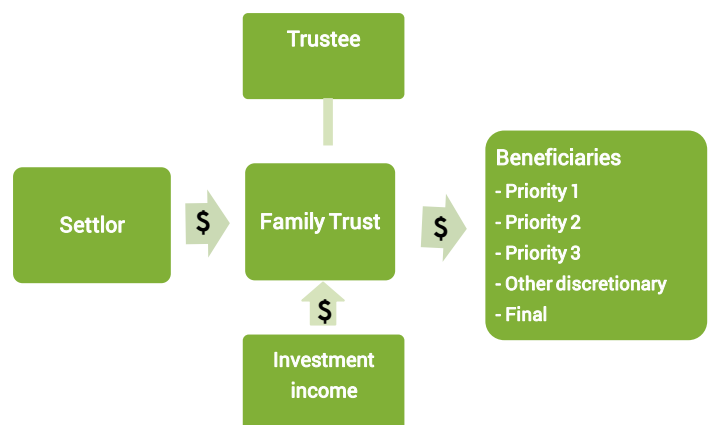 Trustee
Settlor
$
Family Trust
$
Beneficiaries
- Priority 1
- Priority 2
- Priority 3
- Other discretionary
- Final
$
Investment
income